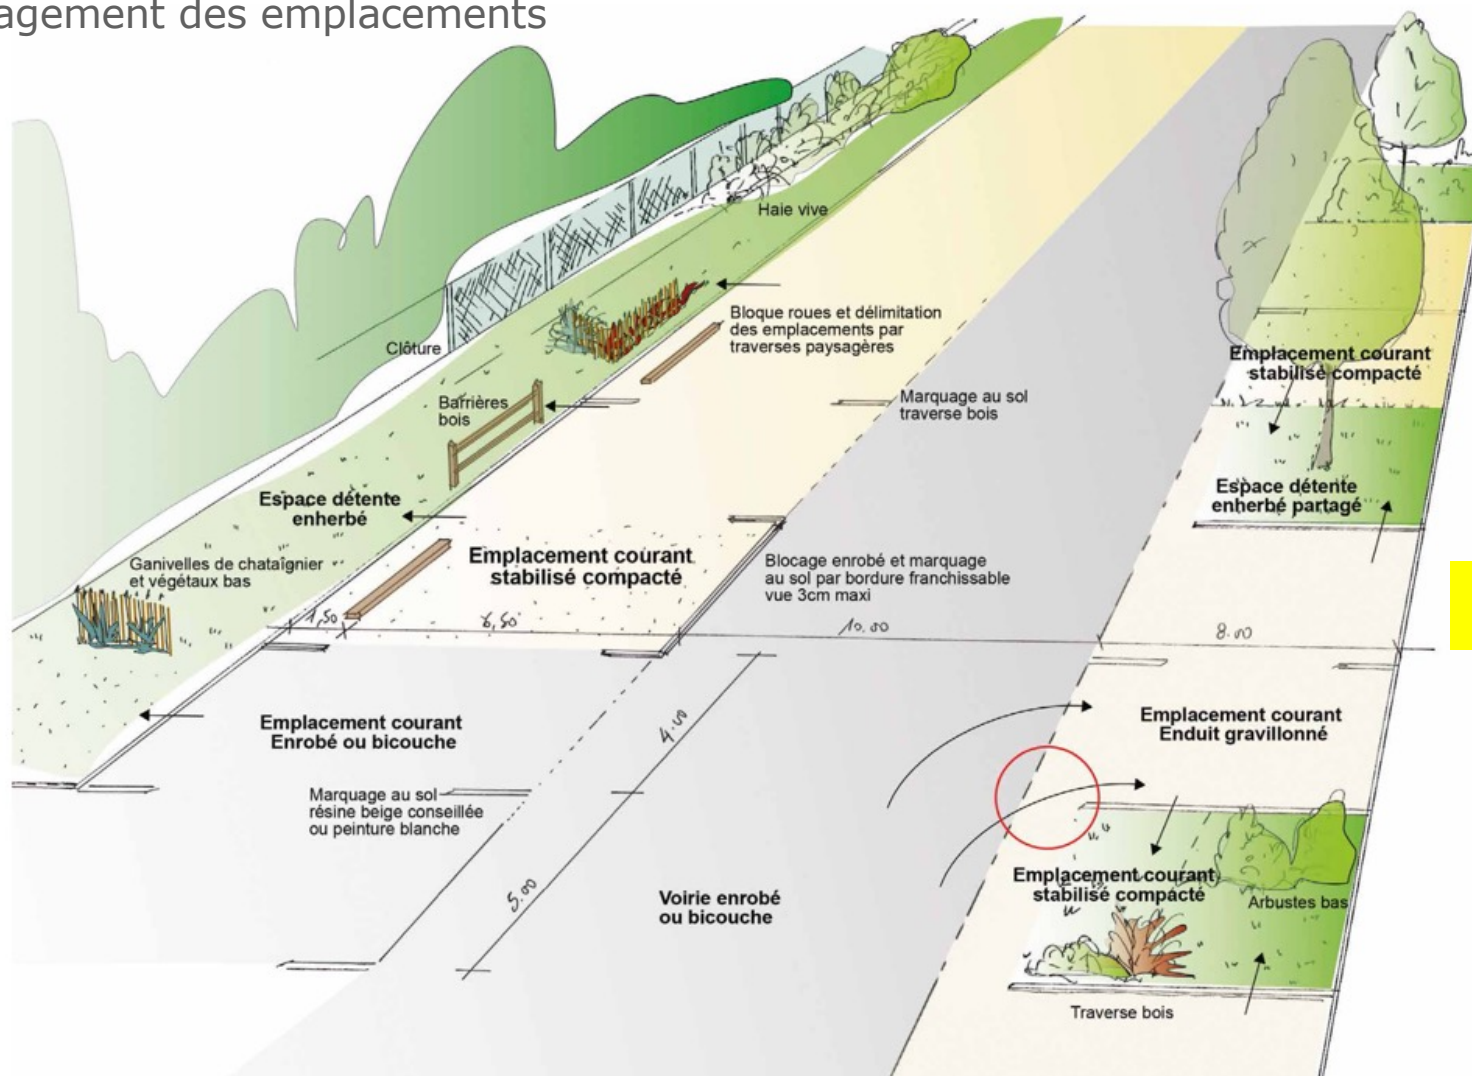 agement des emplacements
Haie vive
Clôture
Bloque roues et délimitation
des emplacements par
traverses paysagères
Emplacement courant
stabilisé compacté
Barrières
bois
Marquage au sol
traverse bois
Espace détente
enherbé
Espace détente
enherbé partagé
Ganivelles de chataîgnier
et végétaux bas
Emplacement courant
stabilisé compacté
Blocage enrobé et marquage
au sol par bordure franchissable
vue 3cm maxi
1,50
6,50
10.00
8.00
Emplacement courant
Enrobé ou bicouche
4.00
Emplacement courant
Enduit gravillonné
Marquage au sol
résine beige conseillée
ou peinture blanche
5.00
Voirie enrobé
ou bicouche
Emplacement courant
stabilisé compacté
Arbustes bas
Traverse bois